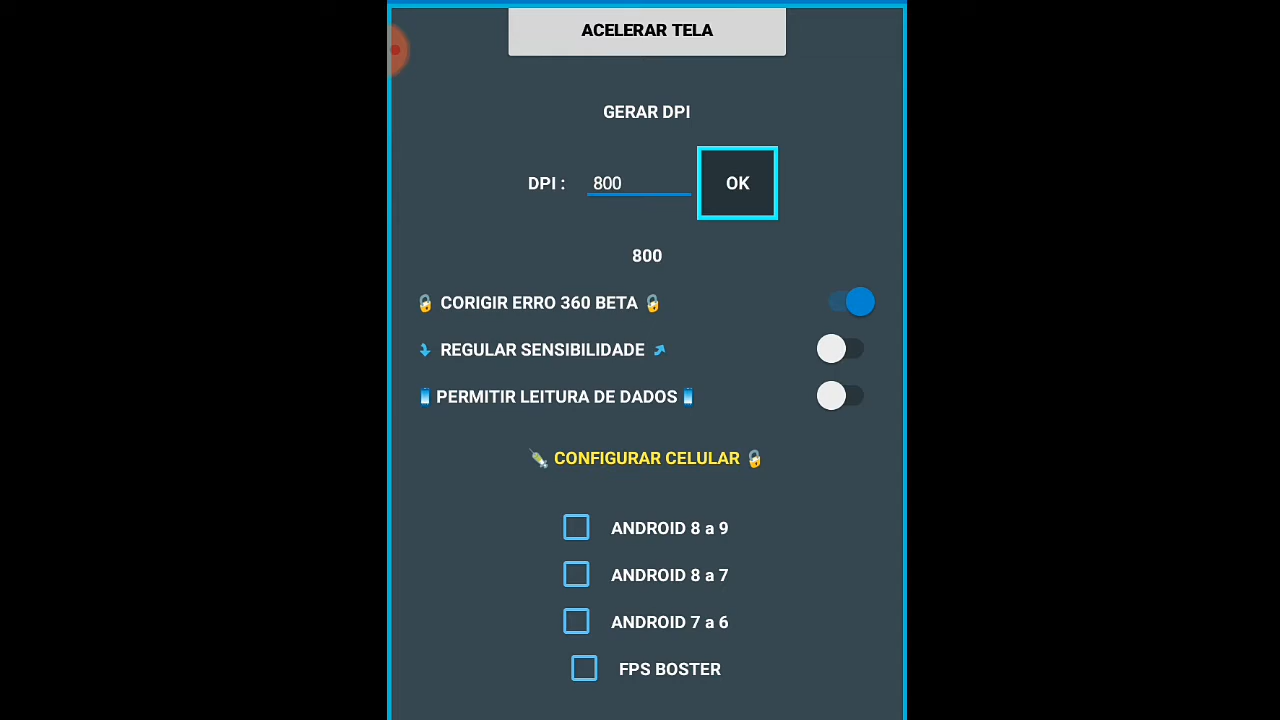 ACELERAR TELA
GERAR DPI
DPI : 800 OK
800
CORIGIR ERRO 360 BETA
REGULAR SENSIBILIDADE
PERMITIR LEITURA DE DADOS
CONFIGURAR CELULAR
ANDROID 8 a 9
ANDROID 8 a 7
ANDROID 7 a 6
FPS BOSTER